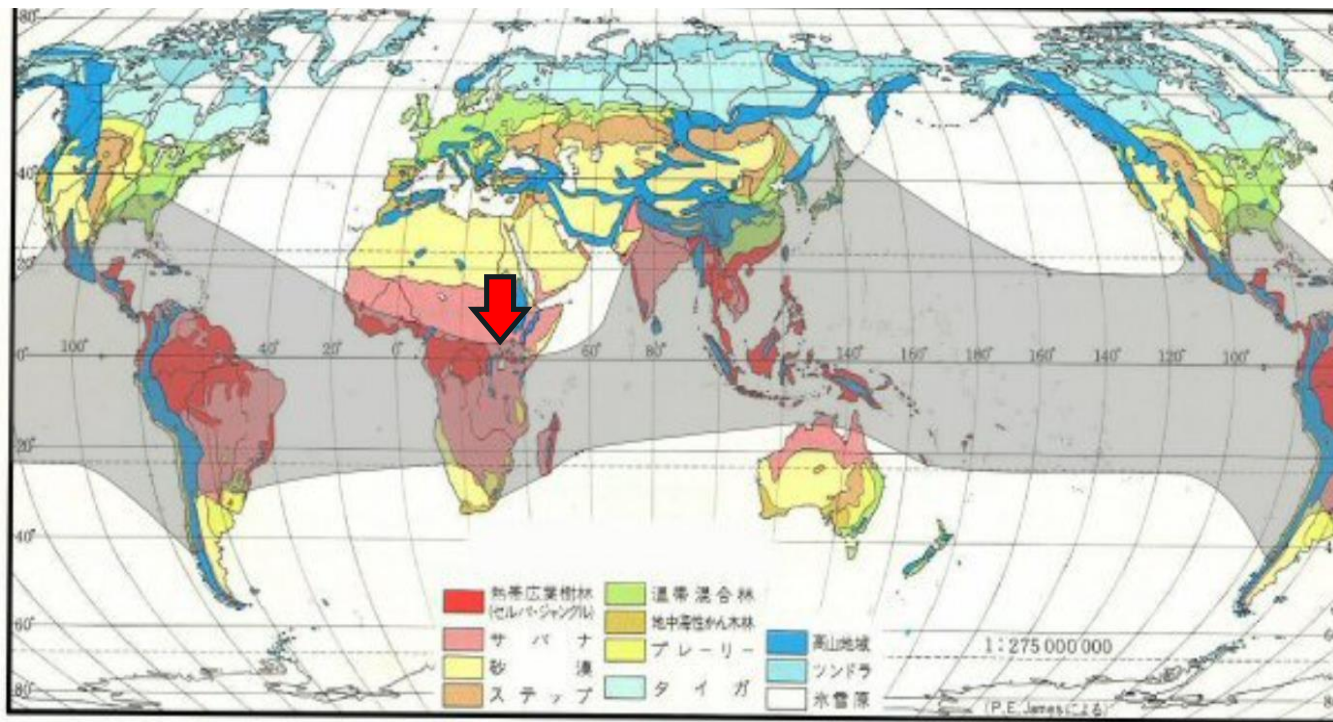 80°
40°
20°
0°
20°
40°
60°
80°
100°
60°
40°
20°
0°
60°
80°
140°
120°
100°
熱帯広葉樹林
(セルバ・ジャングル)
サバナ
砂漠
ステップ
温帯混合林
地中海性かん木林
プレーリー
タイガ
高山地域
ツンドラ
氷雪原
1:275 000 000
(P.E.Jamesによる)